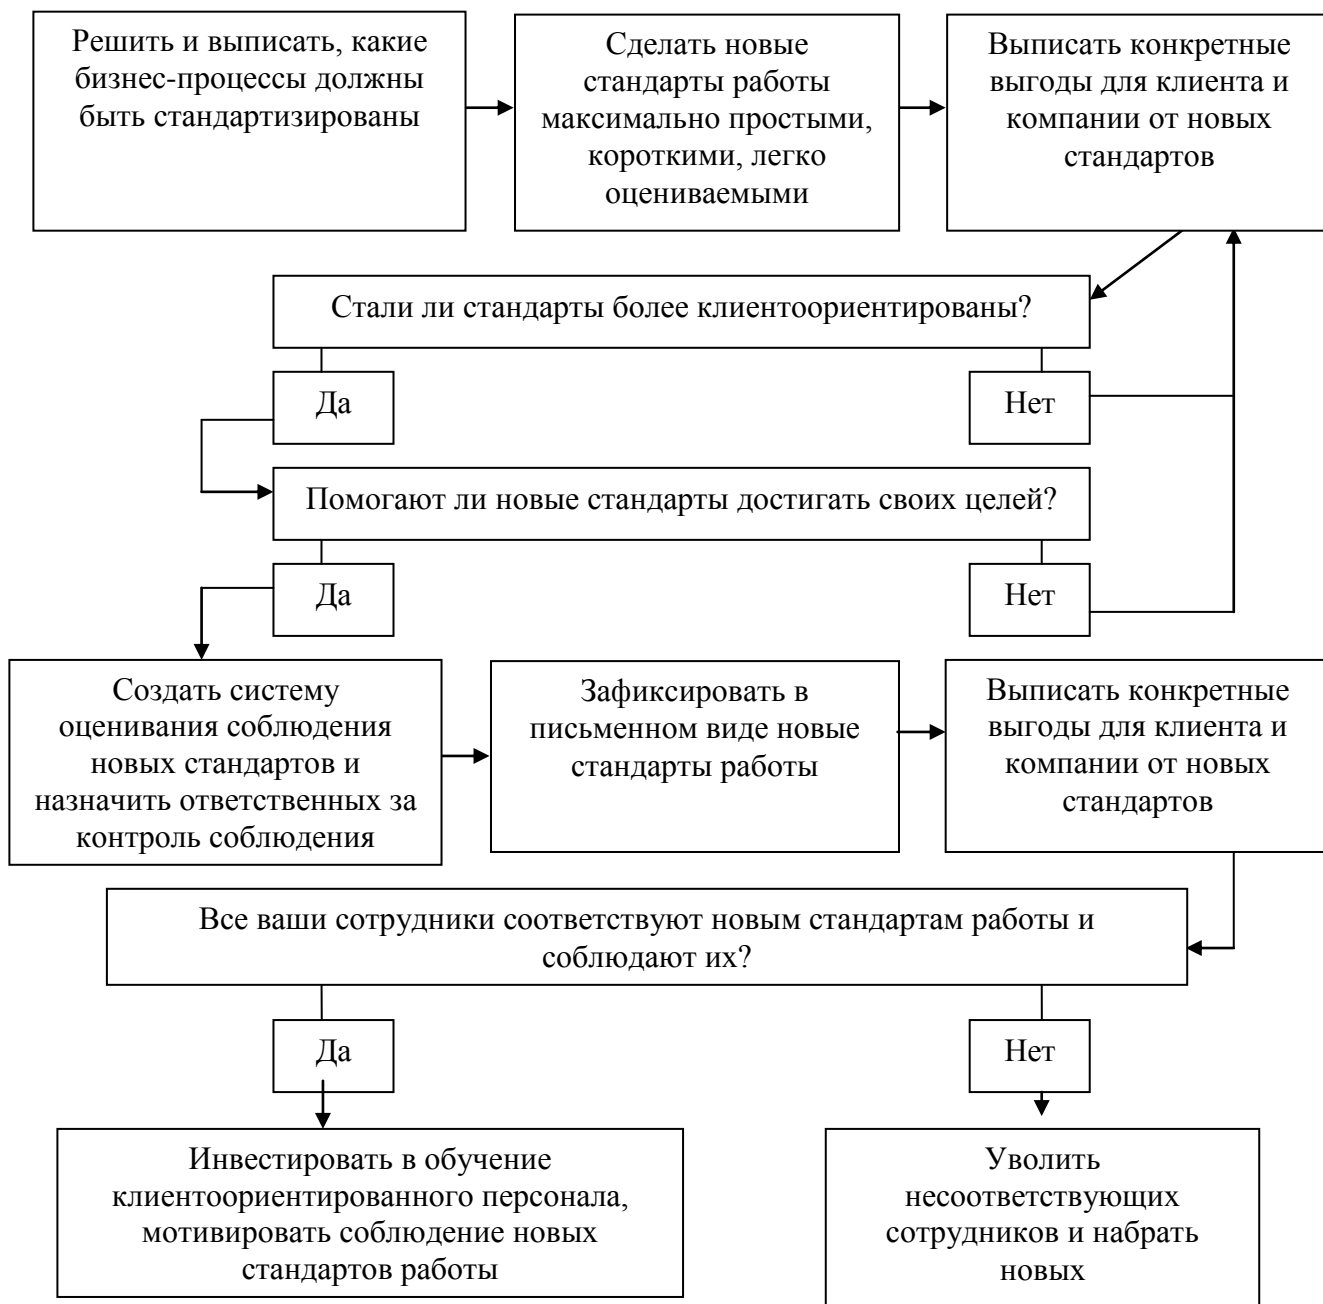 Решить и выписать, какие
бизнес-процессы должны
быть стандартизированы
Сделать новые
стандарты работы
максимально простыми,
короткими, легко
оцениваемыми
Выписать конкретные
выгоды для клиента и
компании от новых
стандартов
Стали ли стандарты более клиентоориентированы?
Да
Нет
Помогают ли новые стандарты достигать своих целей?
Да
Нет
Создать систему
оценивания соблюдения
новых стандартов и
назначить ответственных за
контроль соблюдения
Зафиксировать в
письменном виде новые
стандарты работы
Выписать конкретные
выгоды для клиента и
компании от новых
стандартов
Все ваши сотрудники соответствуют новым стандартам работы и
соблюдают их?
Да
Нет
Инвестировать в обучение
клиентоориентированного персонала,
мотивировать соблюдение новых
стандартов работы
Уволить
несоответствующих
сотрудников и набрать
новых